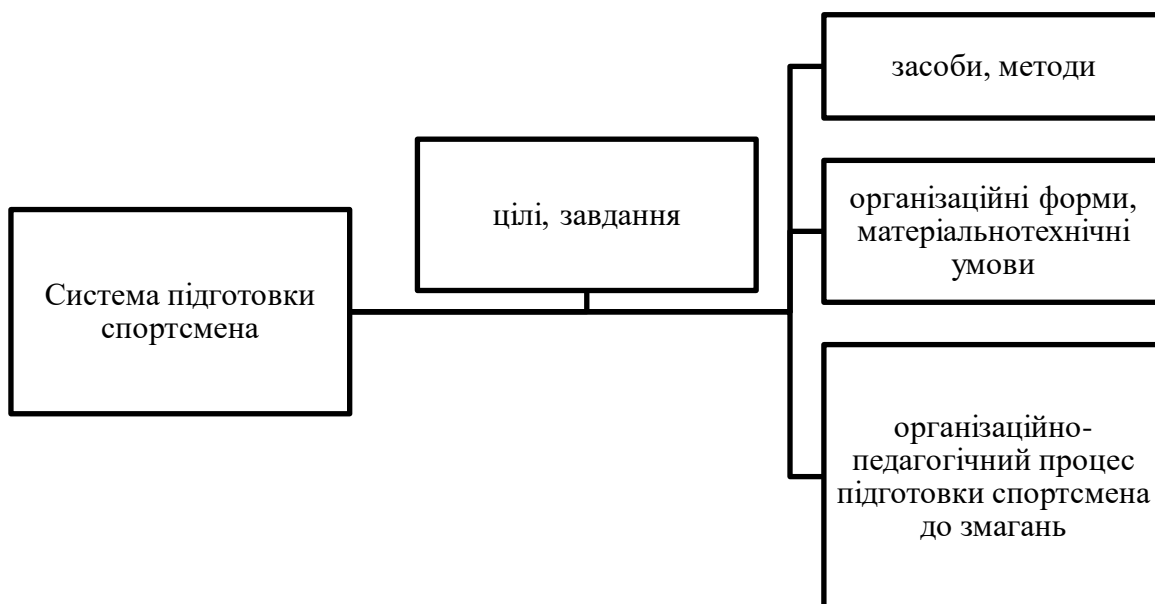 Система підготовки
спортсмена
цілі, завдання
засоби, методи
організаційні форми,
матеріальнотехнічні
умови
організаційно-
педагогічний процес
підготовки спортсмена
до змагань